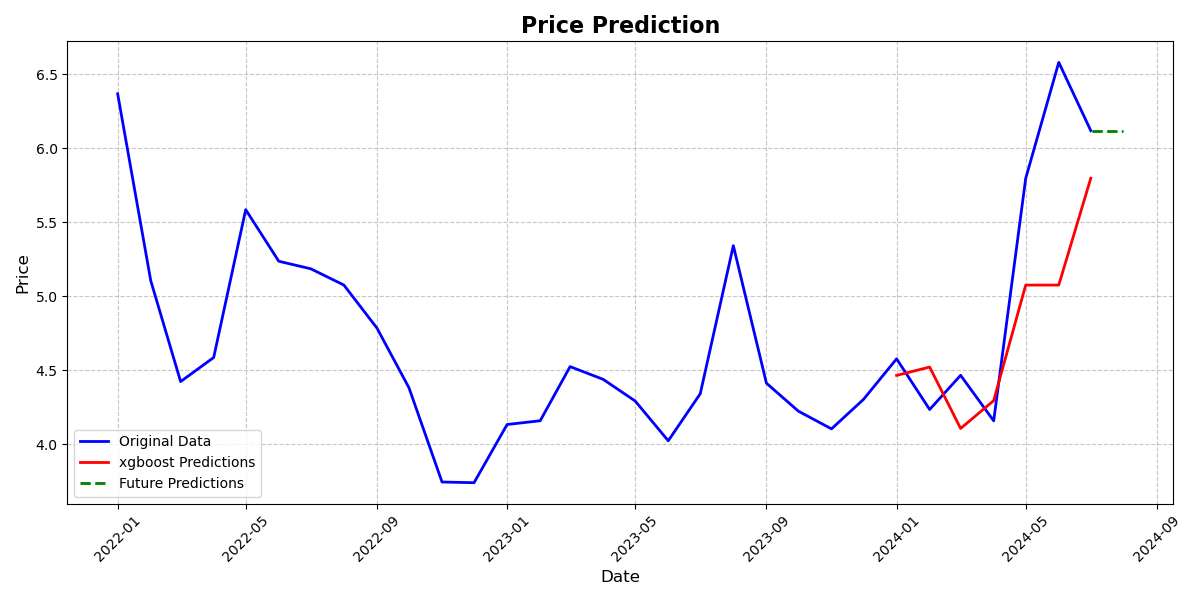 Price Prediction
Price
6.5
6.0
5.5
5.0
4.5
4.0
Original Data
xgboost Predictions
Future Predictions
2022-01
2022-05
2022-09
2023-01
2023-05
2023-09
2024-01
2024-05
2024-09
Date